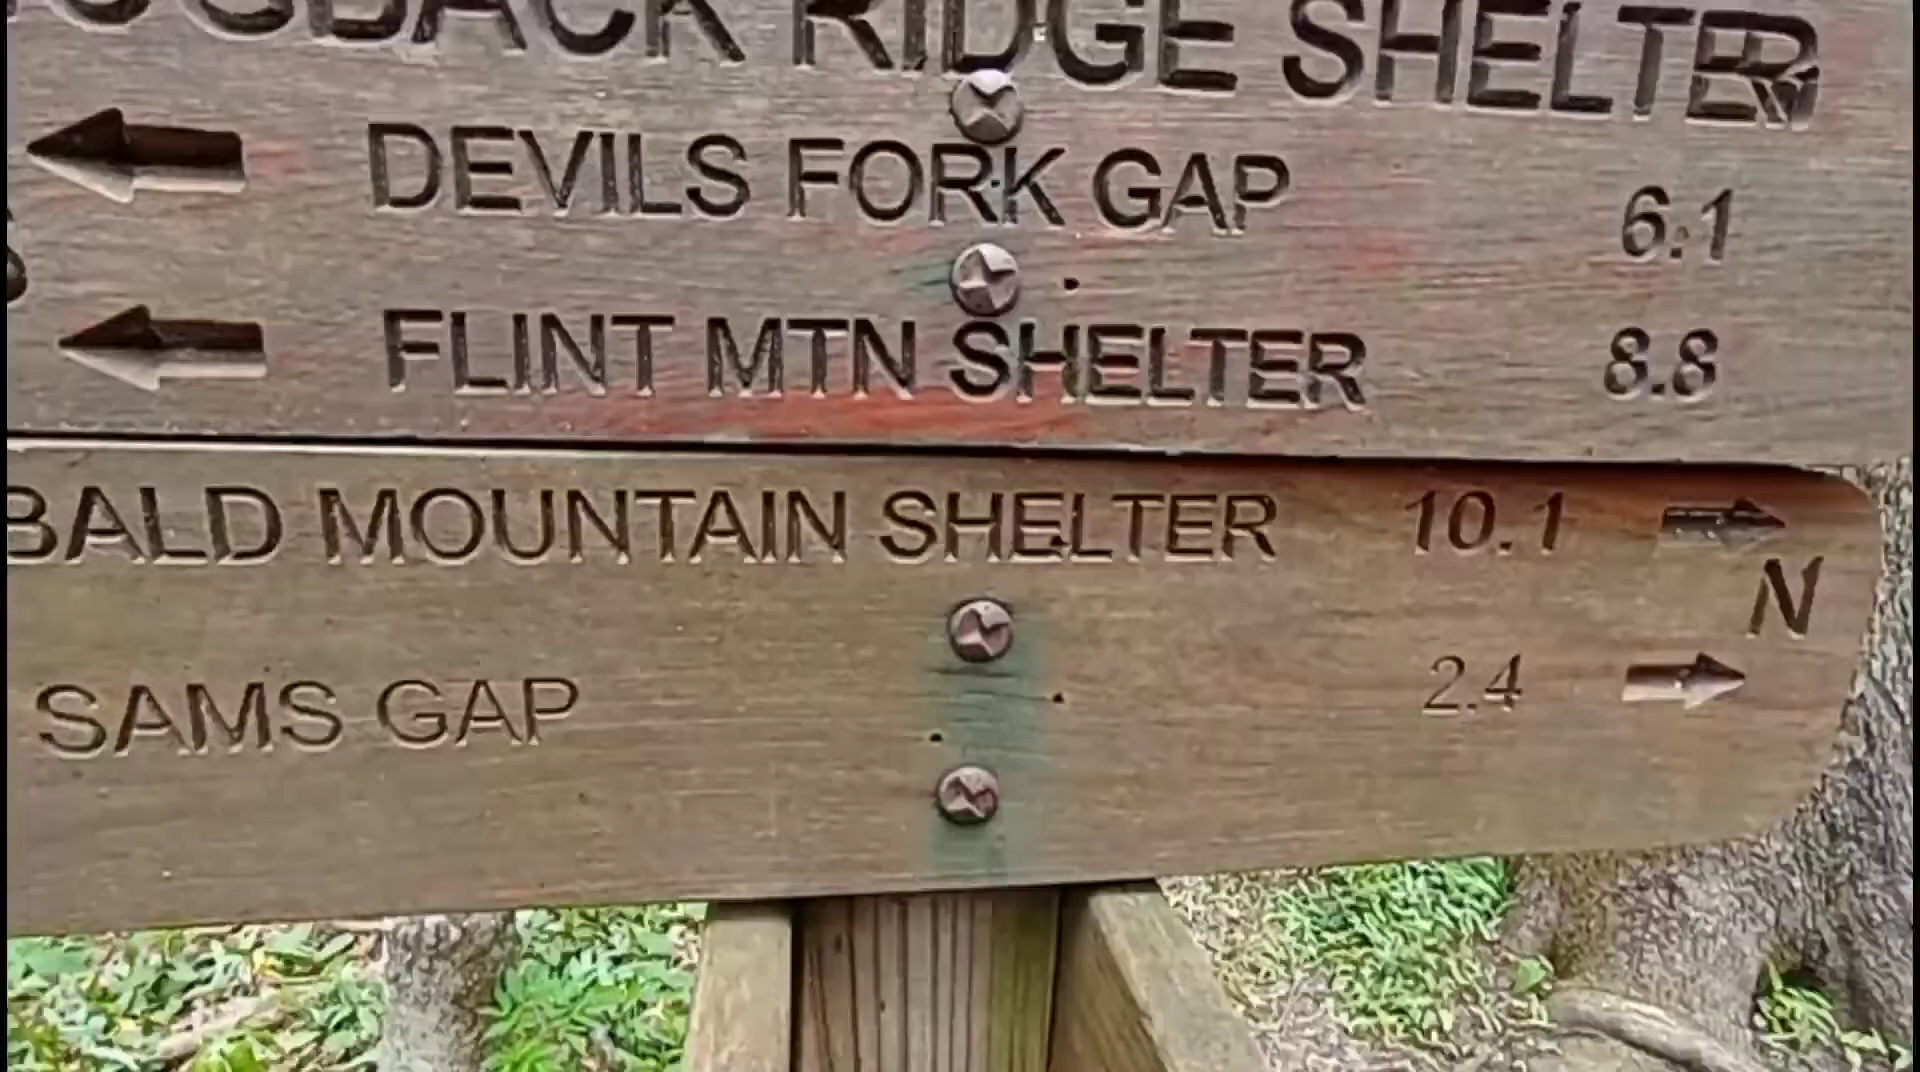 RIDGE SHELTER
DEVILS FORK GAP 6.1
FLINT MTN SHELTER 8.8
BALD MOUNTAIN SHELTER 10.1
N
SAMS GAP 2.4